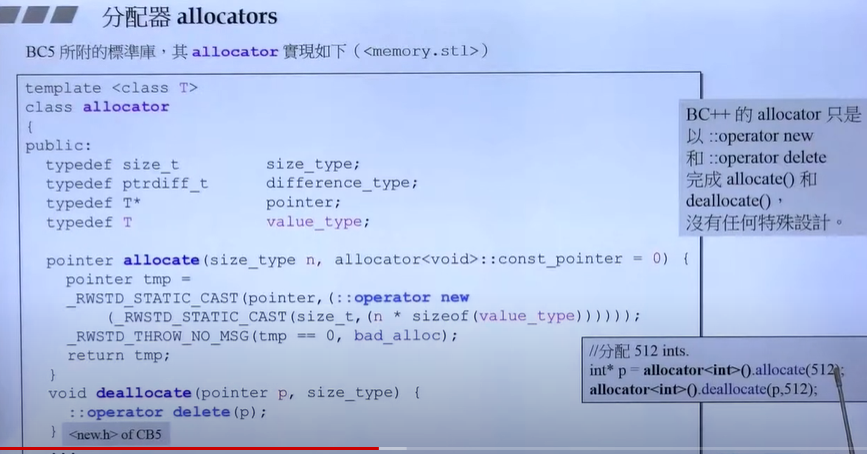 分配器 allocators
BC5 所附的標準庫，其 allocator 實現如下（<memory.stl>）
template <class T>
class allocator
{
public:
typedef size_t size_type;
typedef ptrdiff_t difference_type;
typedef T* pointer;
typedef T value_type;
pointer allocate(size_type n, allocator<void>::const_pointer = 0) {
pointer tmp =
_RWSTD_STATIC_CAST(pointer,(::operator new
(_RWSTD_STATIC_CAST(size_t,(n * sizeof(value_type))))));
_RWSTD_THROW_NO_MSG(tmp == 0, bad_alloc);
return tmp;
}
void deallocate(pointer p, size_type) {
::operator delete(p);
}
<new.h> of CB5
...
BC++ 的 allocator 只是
以 ::operator new
和 ::operator delete
完成 allocate() 和
deallocate()，
沒有任何特殊設計。
//分配 512 ints.
int* p = allocator<int>().allocate(512);
allocator<int>().deallocate(p,512);